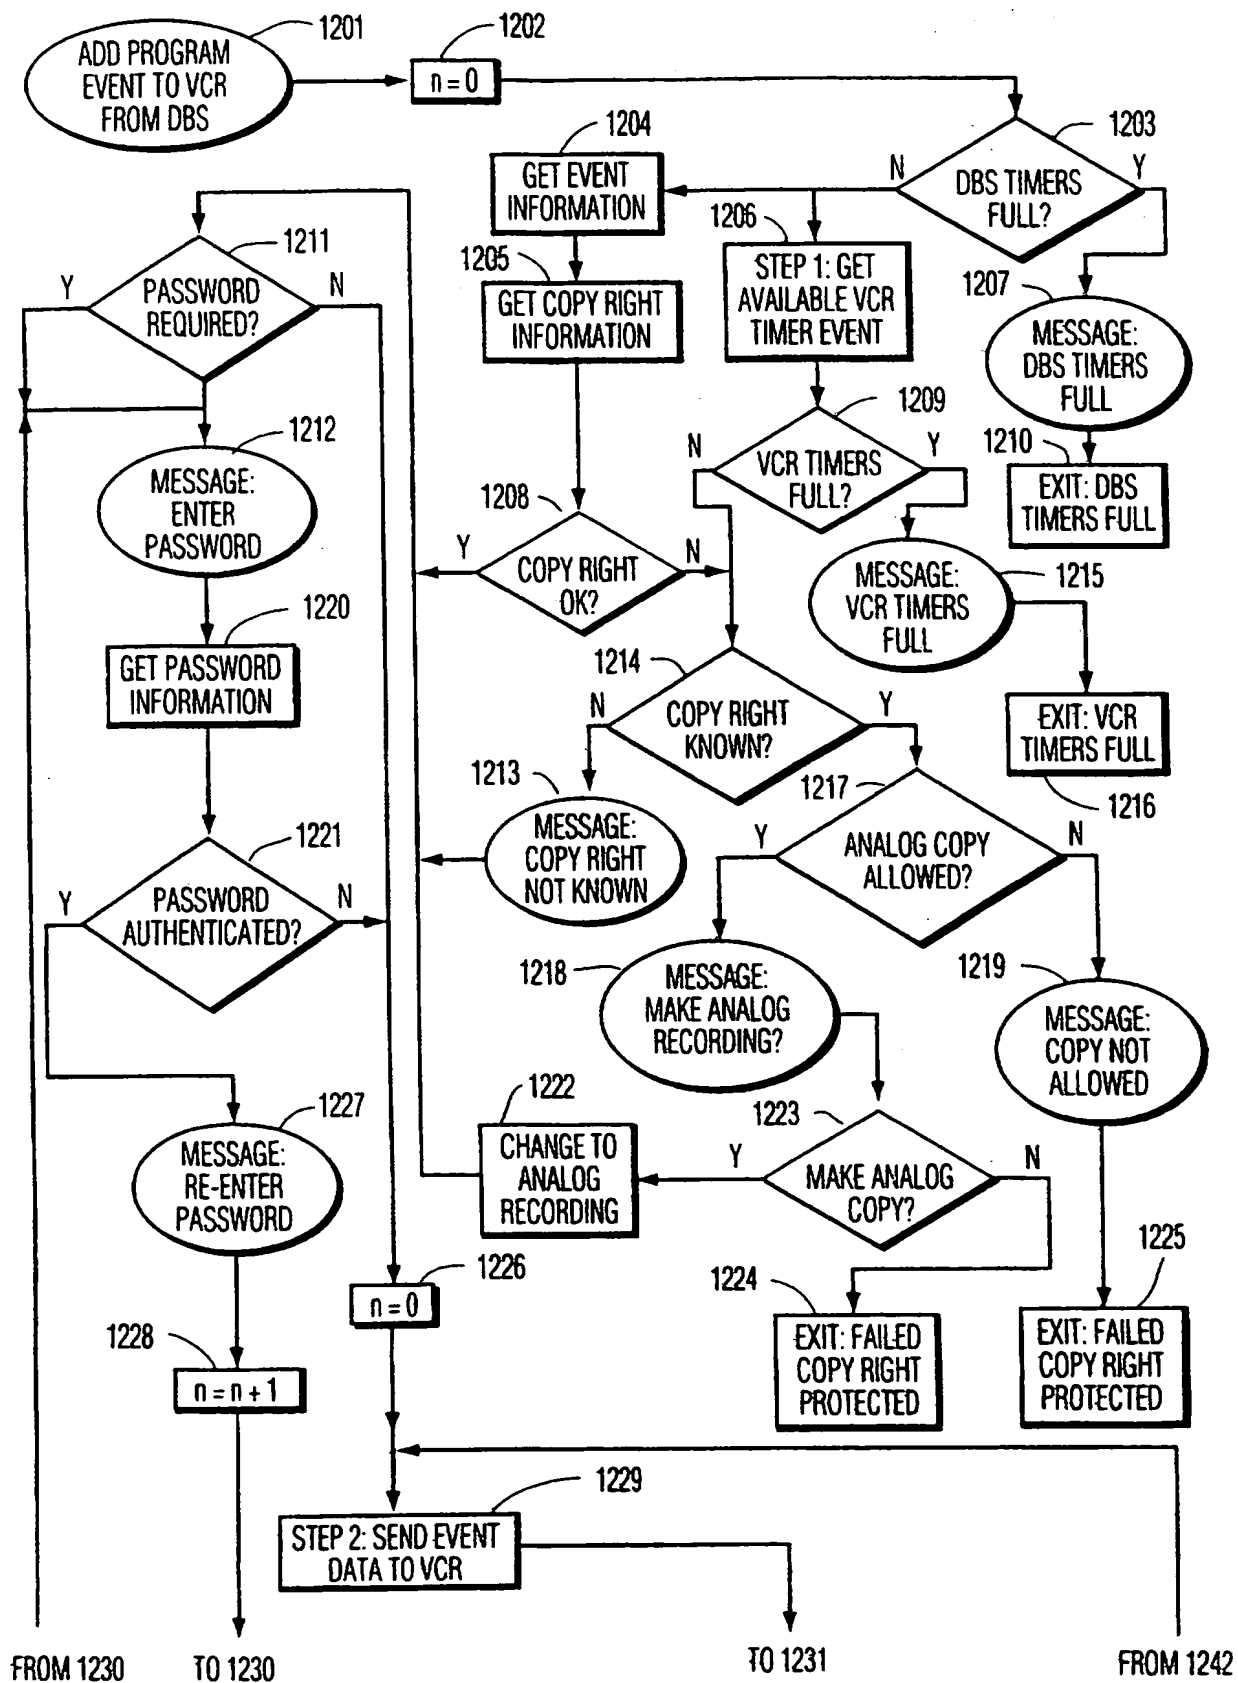 1201
ADD PROGRAM
EVENT TO VCR
FROM DBS
1202
n = 0
1203
DBS TIMERS
FULL?
N
Y
1204
GET EVENT
INFORMATION
1205
GET COPY RIGHT
INFORMATION
1206
STEP 1: GET
AVAILABLE VCR
TIMER EVENT
1207
MESSAGE:
DBS TIMERS
FULL
1210
EXIT: DBS
TIMERS FULL
1211
PASSWORD
REQUIRED?
Y
N
1212
MESSAGE:
ENTER
PASSWORD
1208
COPY RIGHT
OK?
Y
N
1209
VCR TIMERS
FULL?
N
Y
1215
MESSAGE:
VCR TIMERS
FULL
EXIT: VCR
TIMERS FULL
1216
1220
GET PASSWORD
INFORMATION
1214
COPY RIGHT
KNOWN?
N
Y
1213
MESSAGE:
COPY RIGHT
NOT KNOWN
1217
ANALOG COPY
ALLOWED?
Y
N
1221
PASSWORD
AUTHENTICATED?
Y
N
1218
MESSAGE:
MAKE ANALOG
RECORDING?
1219
MESSAGE:
COPY NOT
ALLOWED
1222
CHANGE TO
ANALOG
RECORDING
1223
MAKE ANALOG
COPY?
Y
N
1227
MESSAGE:
RE-ENTER
PASSWORD
1226
n = 0
1224
EXIT: FAILED
COPY RIGHT
PROTECTED
1225
EXIT: FAILED
COPY RIGHT
PROTECTED
1228
n = n + 1
1229
STEP 2: SEND EVENT
DATA TO VCR
FROM 1230
TO 1230
TO 1231
FROM 1242